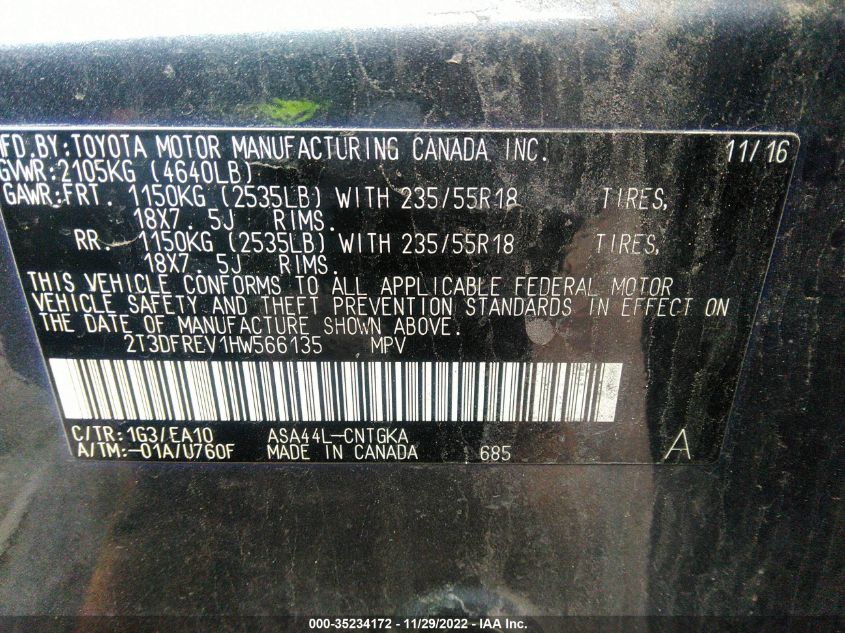 MFD.BY:TOYOTA MOTOR MANUFACTURING CANADA INC. 11/16
GVWR:2105KG (4640LB)
GAWR:FRT. 1150KG (2535LB) WITH 235/55R18 TIRES,
18X7. 5J RIMS.
RR. 1150KG (2535LB) WITH 235/55R18 TIRES,
18X7. 5J RIMS.
THIS VEHICLE CONFORMS TO ALL APPLICABLE FEDERAL MOTOR
VEHICLE SAFETY AND THEFT PREVENTION STANDARDS IN EFFECT ON
THE DATE OF MANUFACTURE SHOWN ABOVE.
2T3DFREV1HW566135 MPV
C/TR:1G3/EA10 ASA44L-CNTGKA
A/TM:-01A/U760F MADE IN CANADA 685 A
000-35234172 - 11/29/2022 - IAA Inc.